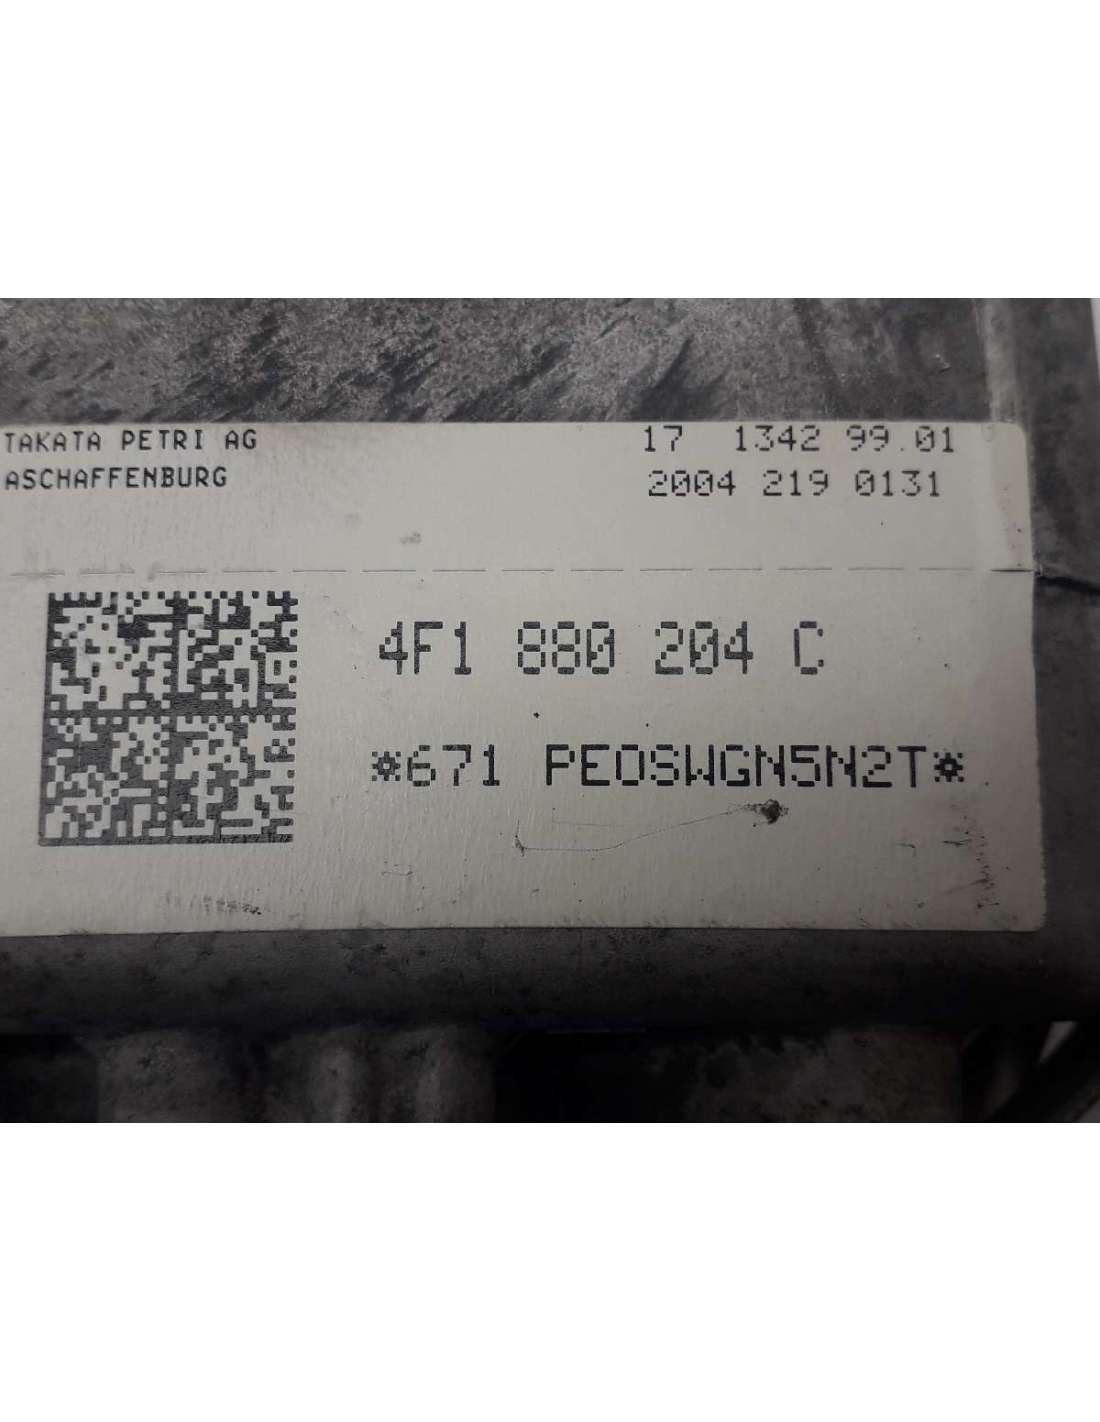 TAKATA PETRI AG
17 1342 99.01
ASCHAFFENBURG
2004 219 0131
4F1 880 204 C
*671 PEOSWGN5N2T*